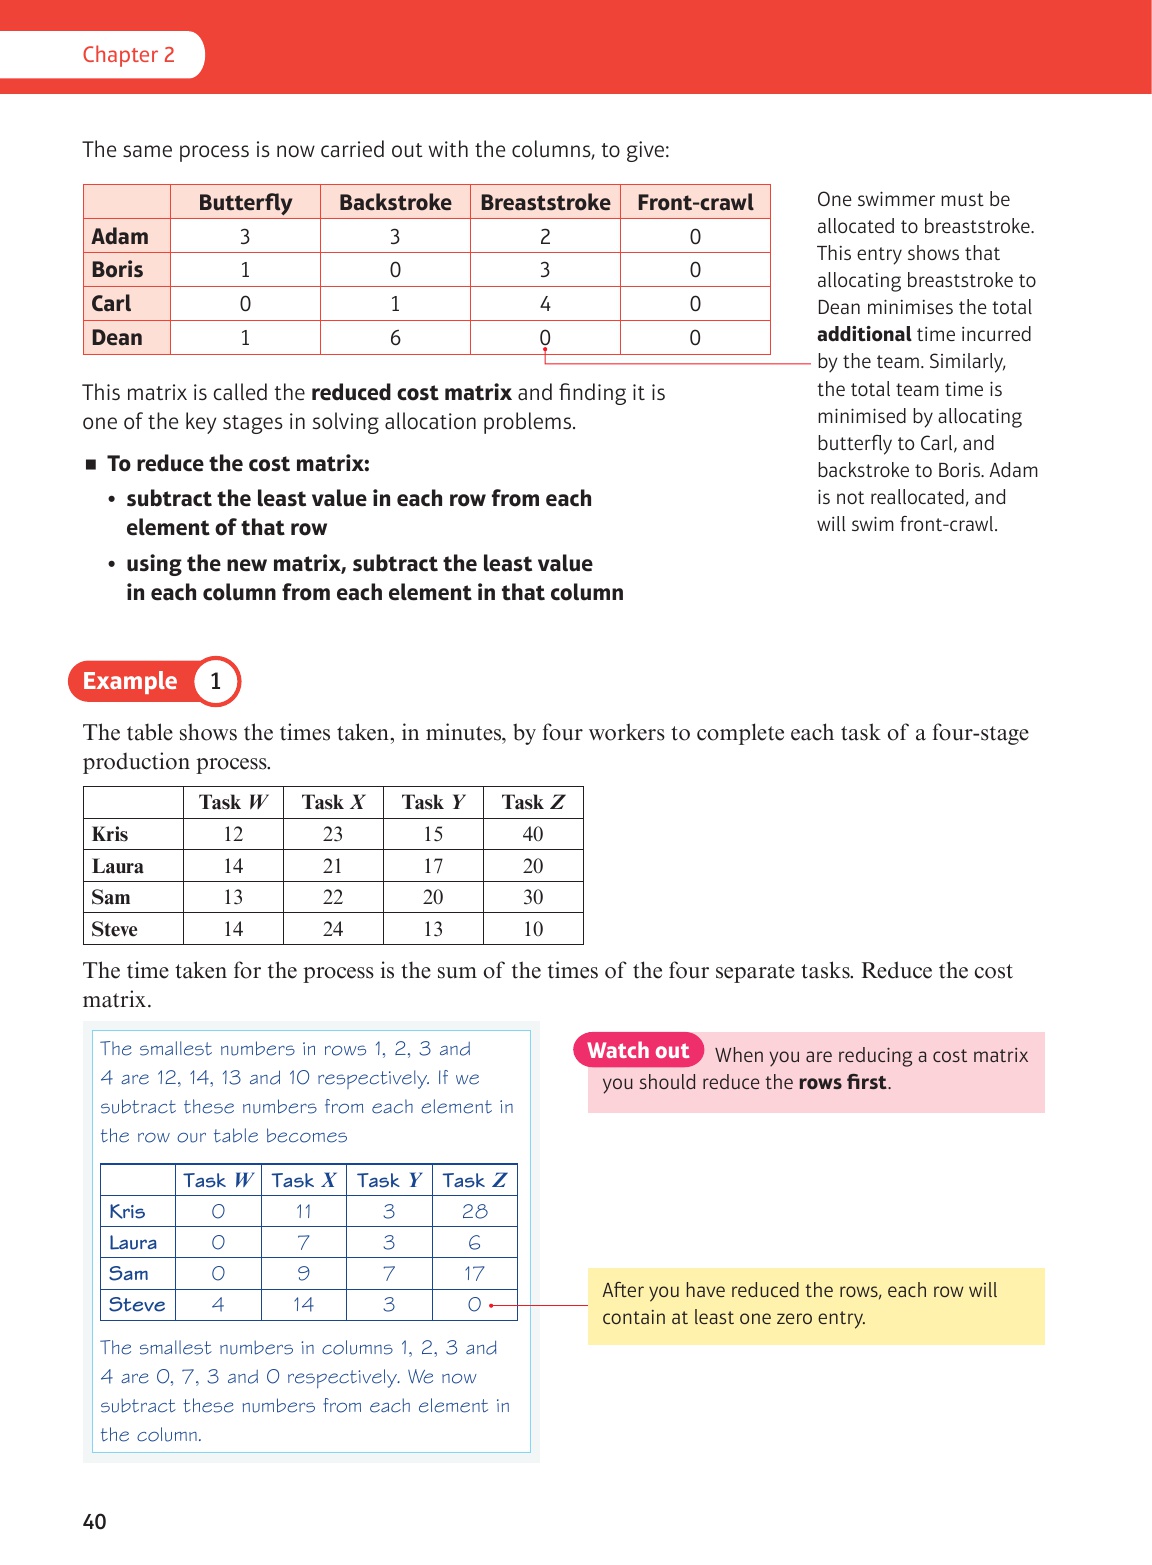 Chapter 2
The same process is now carried out with the columns, to give:
Butterfly Backstroke Breaststroke Front-crawl
Adam 3 3 2 0
Boris 1 0 3 0
Carl 0 1 4 0
Dean 1 6 0 0
One swimmer must be
allocated to breaststroke.
This entry shows that
allocating breaststroke to
Dean minimises the total
additional time incurred
by the team. Similarly,
the total team time is
minimised by allocating
butterfly to Carl, and
backstroke to Boris. Adam
is not reallocated, and
will swim front-crawl.
This matrix is called the reduced cost matrix and finding it is
one of the key stages in solving allocation problems.
■ To reduce the cost matrix:
• subtract the least value in each row from each
element of that row
• using the new matrix, subtract the least value
in each column from each element in that column
Example 1
The table shows the times taken, in minutes, by four workers to complete each task of a four-stage
production process.
Task W Task X Task Y Task Z
Kris 12 23 15 40
Laura 14 21 17 20
Sam 13 22 20 30
Steve 14 24 13 10
The time taken for the process is the sum of the times of the four separate tasks. Reduce the cost
matrix.
The smallest numbers in rows 1, 2, 3 and
4 are 12, 14, 13 and 10 respectively. If we
subtract these numbers from each element in
the row our table becomes
Task W Task X Task Y Task Z
Kris 0 11 3 28
Laura 0 7 3 6
Sam 0 9 7 17
Steve 4 14 3 0
The smallest numbers in columns 1, 2, 3 and
4 are 0, 7, 3 and 0 respectively. We now
subtract these numbers from each element in
the column.
Watch out When you are reducing a cost matrix
you should reduce the rows first.
After you have reduced the rows, each row will
contain at least one zero entry.
40